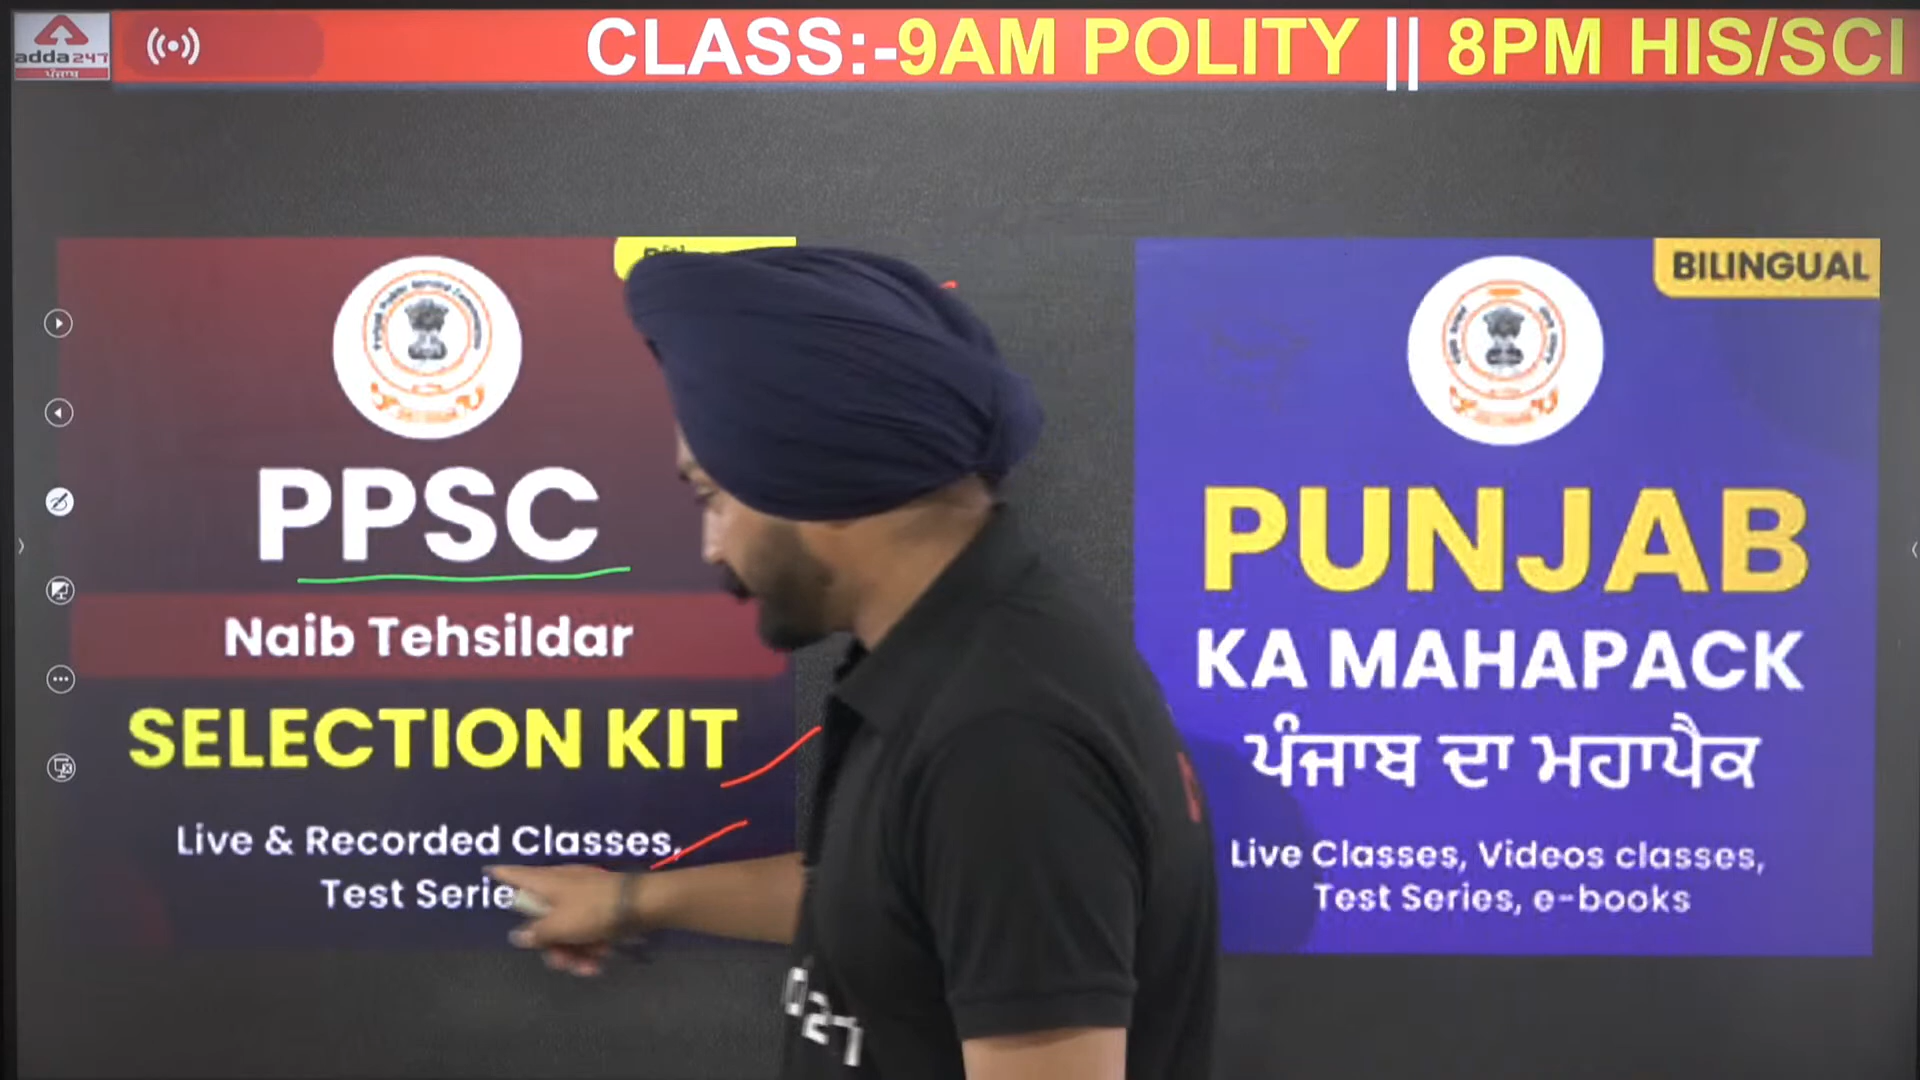 adda247
ਪੰਜਾਬ
CLASS:-9AM POLITY || 8PM HIS/SCI
PPSC
Naib Tehsildar
SELECTION KIT
Live & Recorded Classes,
Test Serie
BILINGUAL
PUNJAB
KA MAHAPACK
ਪੰਜਾਬ ਦਾ ਮਹਾਪੈਕ
Live Classes, Videos classes,
Test Series, e-books